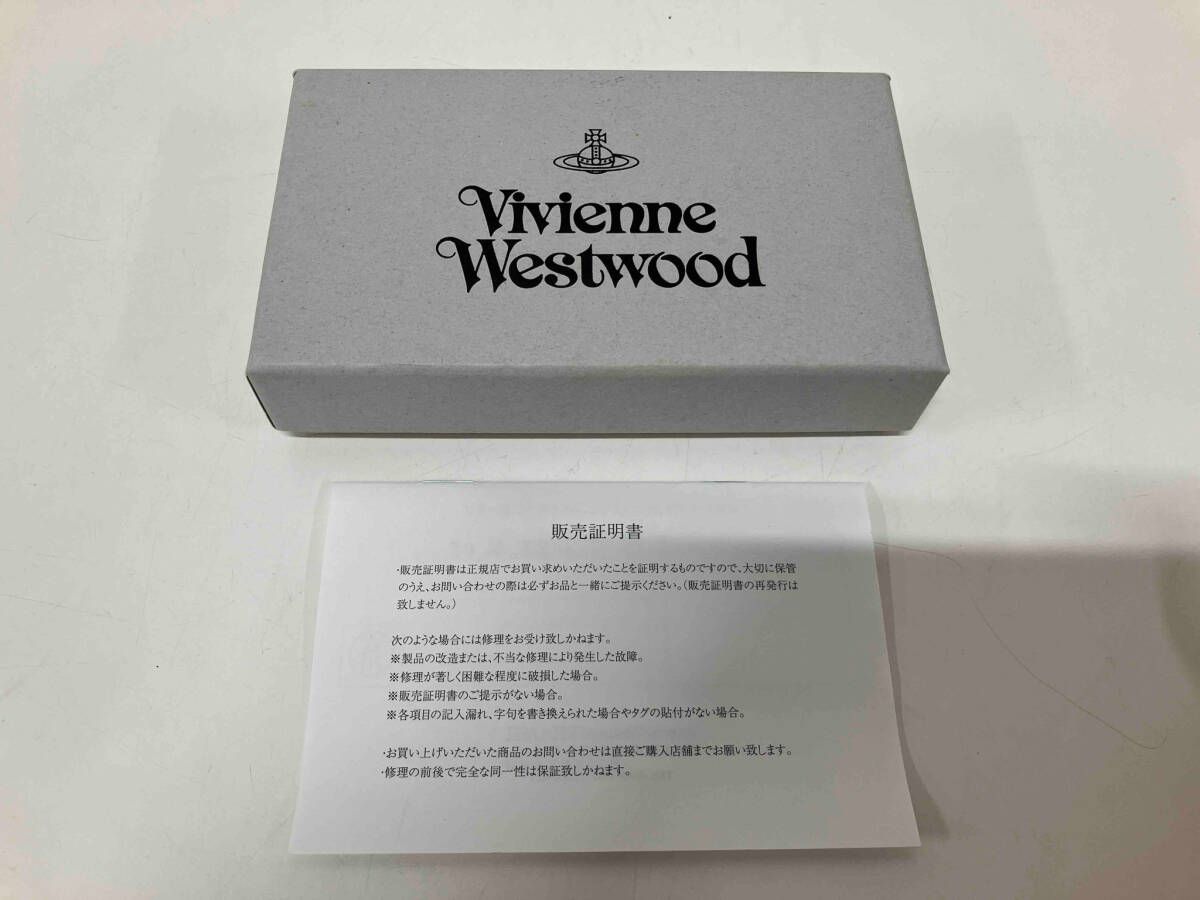 Vivienne
Westwood
販売証明書
・販売証明書は正規店でお買い求めいただいたことを証明するものですので、大切に保管
のうえ、お問い合わせの際は必ずお品と一緒にご提示ください。（販売証明書の再発行は
致しません。）
次のような場合には修理をお受け致しかねます。
※製品の改造または、不当な修理により発生した故障。
※修理が著しく困難な程度に破損した場合。
※販売証明書のご提示がない場合。
※各項目の記入漏れ、字句を書き換えられた場合やタグの貼付がない場合。
・お買い上げいただいた商品のお問い合わせは直接ご購入店舗までお願い致します。
・修理の前後で完全な同一性は保証致しかねます。